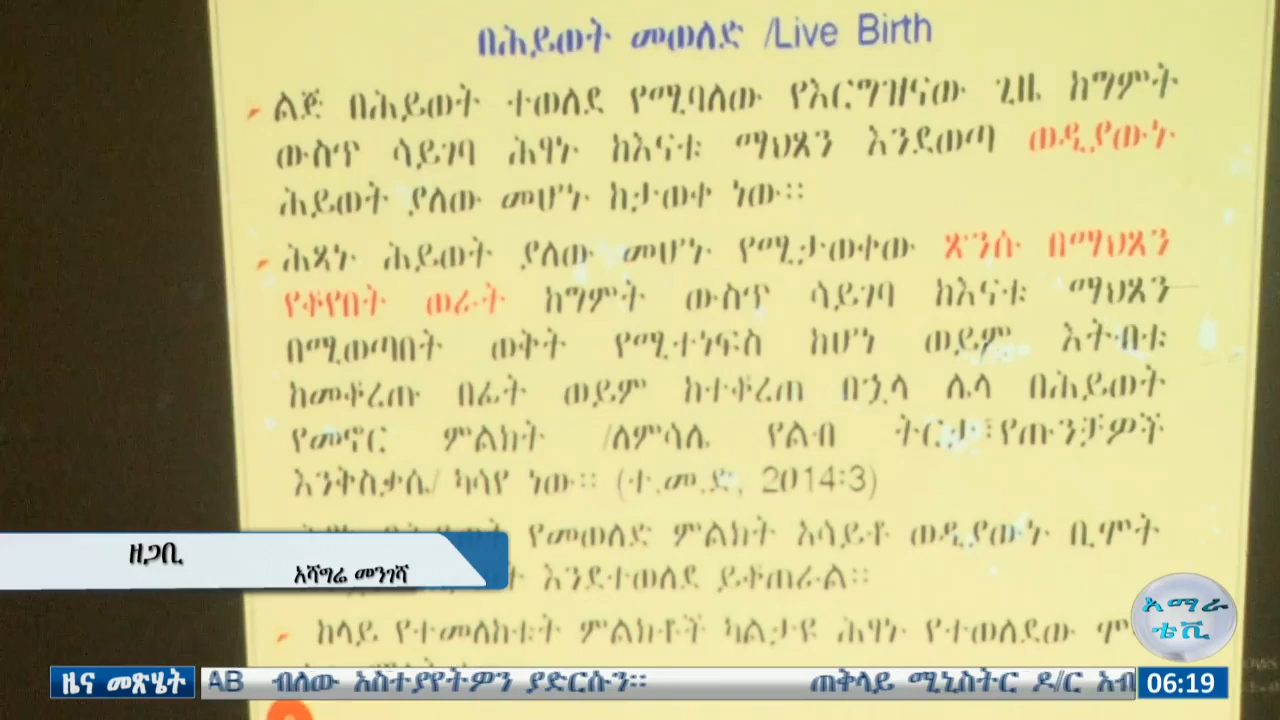 በሕይወት መወለድ /Live Birth
ልጅ በሕይወት ተወለደ የሚባለው የእርግዝናው ጊዜ ከግምት
ውስጥ ሳይገባ ሕፃኑ ከእናቱ ማህጸን እንደወጣ ወዲያውኑ
ሕይወት ያለው መሆኑ ከታወቀ ነው፡፡
ሕጻኑ ሕይወት ያለው መሆኑ የሚታወቀው ጽንሱ በማህጸን
የቆየበት ወራት ከግምት ውስጥ ሳይገባ ከእናቱ ማህጸን
በሚወጣበት ወቅት የሚተነፍስ ከሆነ ወይም እትብቱ
ከመቆረጡ በፊት ወይም ከተቆረጠ በኋላ ሌላ በሕይወት
የመኖር ምልክት /ለምሳሌ የልብ ትርታ፣የጡንቻዎች
እንቅስቃሴ/ ካሳየ ነው፡፡ (ተ.መ.ድ, 2014፡3)
የመወለድ ምልክት አሳይቶ ወዲያውኑ ቢሞት
እንደተወለደ ይቆጠራል፡፡
ከላይ የተመለከቱት ምልክቶች ካልታዩ ሕፃኑ የተወለደው
ዘጋቢ
አሻግሬ መንገሻ
አማራ
ቴቪ
ዜና መጽሄት AB ብለው አስተያየትዎን ያድርሱን፡፡ ጠቅላይ ሚኒስትር ዶ/ር አብ 06:19